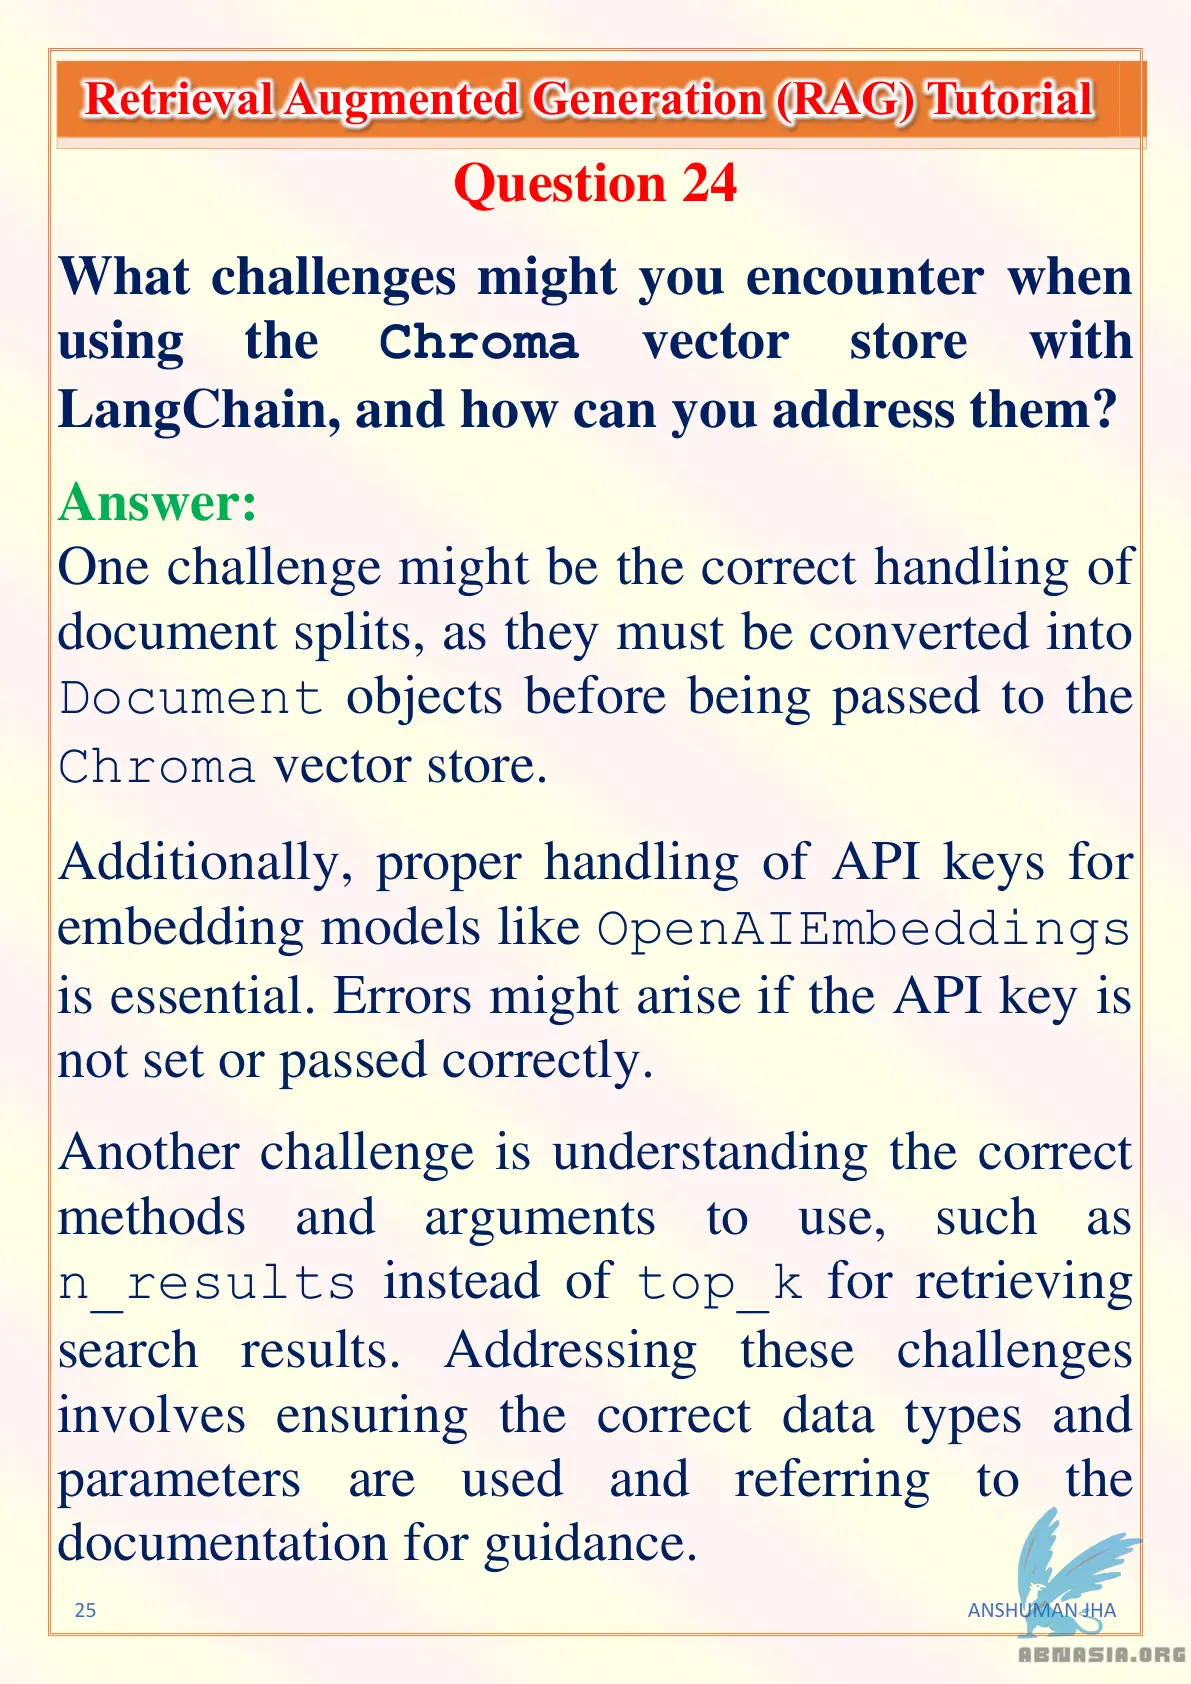 Retrieval Augmented Generation (RAG) Tutorial
Question 24
What challenges might you encounter when
using the Chroma vector store with
LangChain, and how can you address them?
Answer:
One challenge might be the correct handling of
document splits, as they must be converted into
Document objects before being passed to the
Chroma vector store.
Additionally, proper handling of API keys for
embedding models like OpenAIEmbeddings
is essential. Errors might arise if the API key is
not set or passed correctly.
Another challenge is understanding the correct
methods and arguments to use, such as
n_results instead of top_k for retrieving
search results. Addressing these challenges
involves ensuring the correct data types and
parameters are used and referring to the
documentation for guidance.
25
ANSHUMAN JHA
ABNASIA.ORG